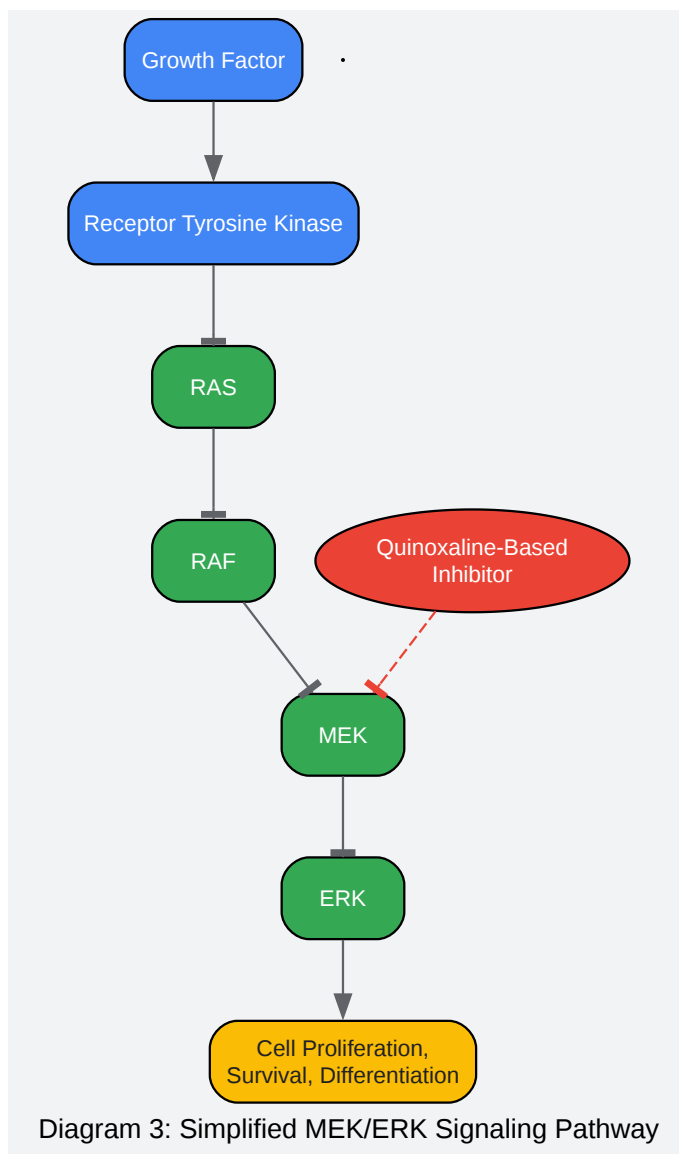 Growth Factor
Receptor Tyrosine Kinase
RAS
RAF
Quinoxaline-Based
Inhibitor
MEK
ERK
Cell Proliferation,
Survival, Differentiation
Diagram 3: Simplified MEK/ERK Signaling Pathway